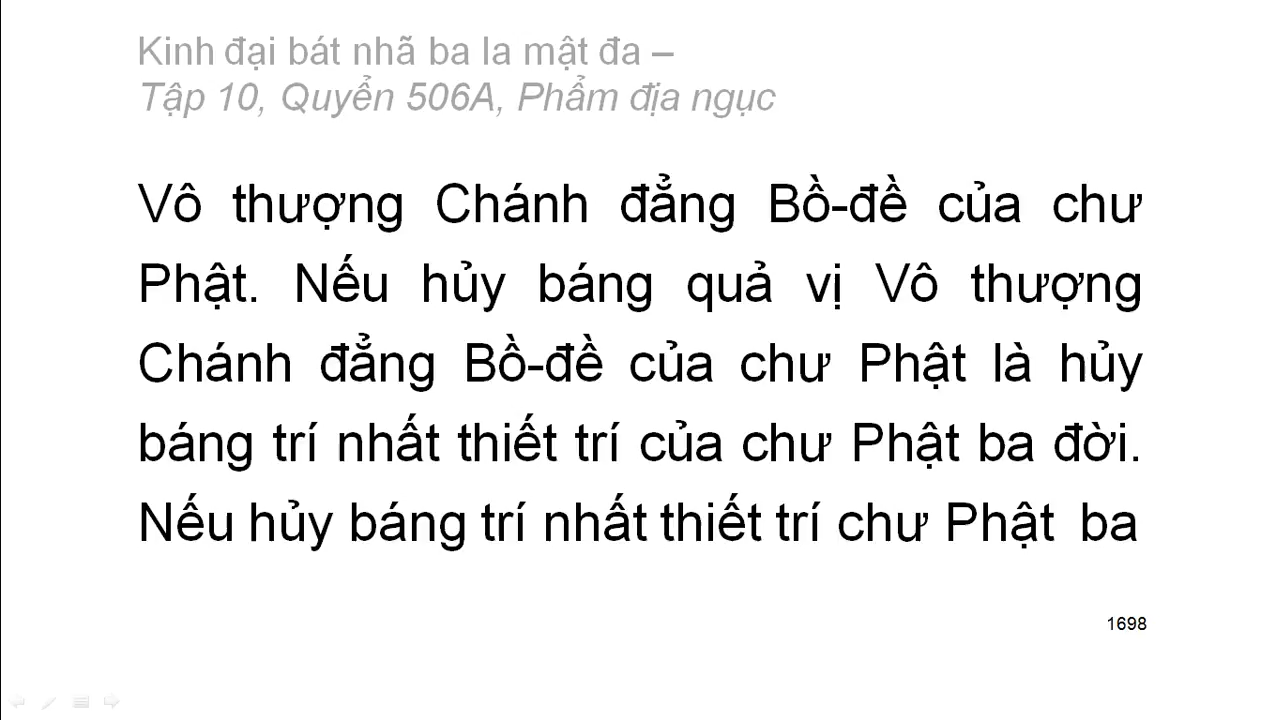 Kinh đại bát nhã ba la mật đa –
Tập 10, Quyển 506A, Phẩm địa ngục
Vô thượng Chánh đẳng Bồ-đề của chư
Phật. Nếu hủy báng quả vị Vô thượng
Chánh đẳng Bồ-đề của chư Phật là hủy
báng trí nhất thiết trí của chư Phật ba đời.
Nếu hủy báng trí nhất thiết trí chư Phật ba
1698